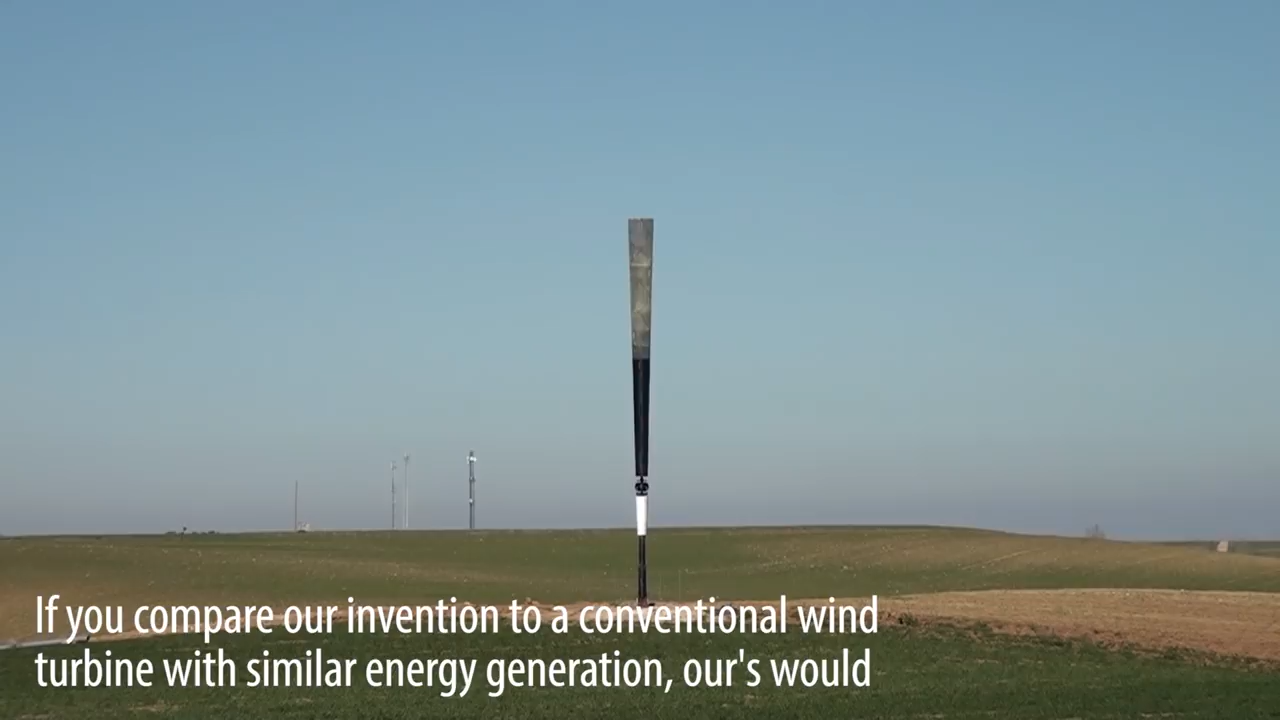 If you compare our invention to a conventional wind
turbine with similar energy generation, our's would